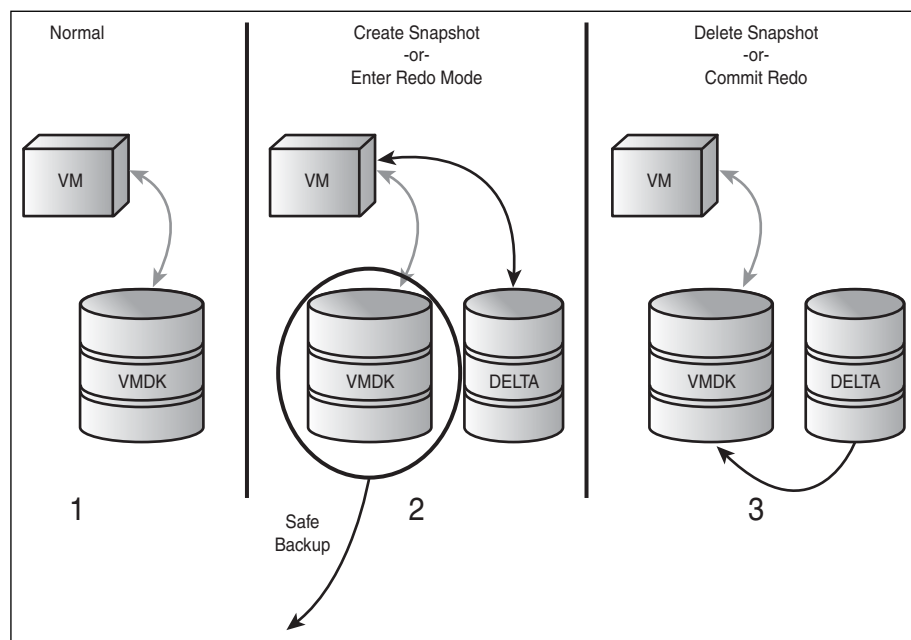 Normal
VM
VMDK
1
Create Snapshot
-or-
Enter Redo Mode
VM
VMDK
DELTA
2
Safe
Backup
Delete Snapshot
-or-
Commit Redo
VM
VMDK
DELTA
3